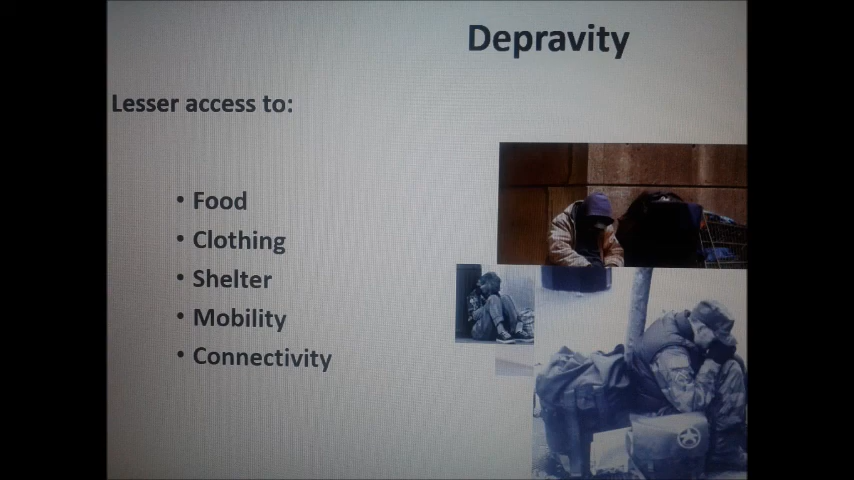 Depravity
Lesser access to:
• Food
• Clothing
• Shelter
• Mobility
• Connectivity